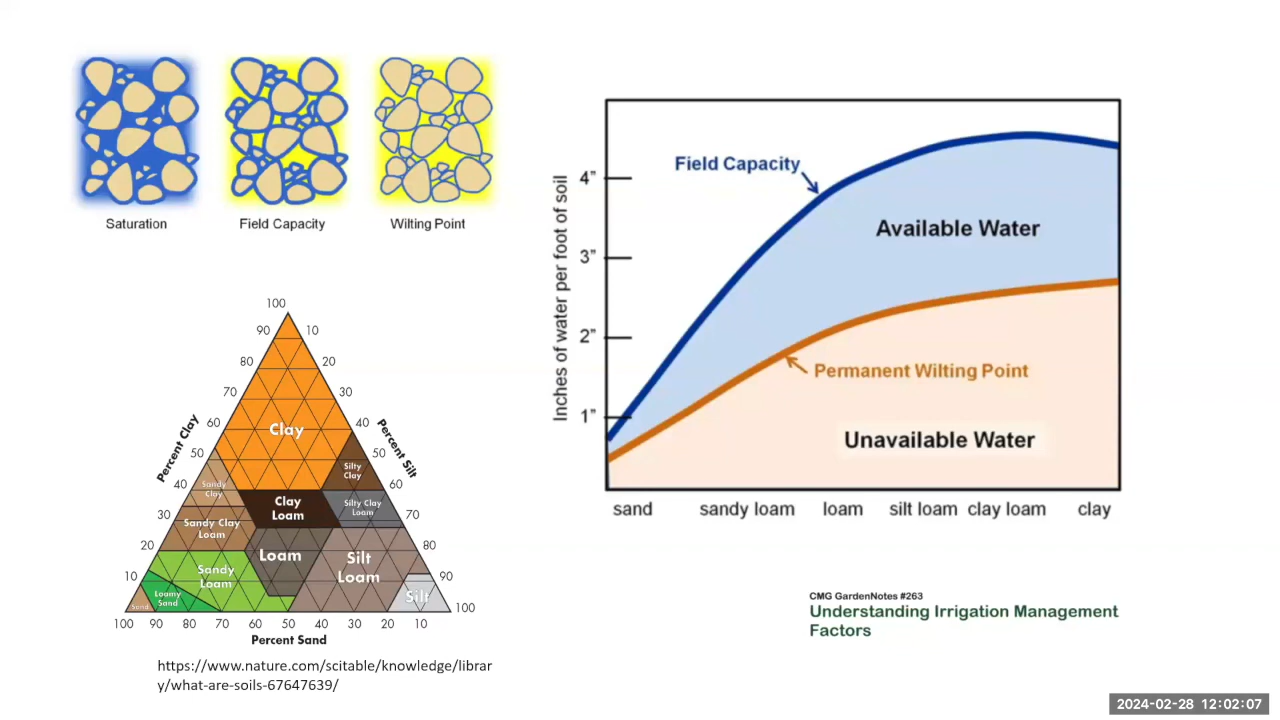 Saturation
Field Capacity
Wilting Point
100
90
10
80
20
70
30
60
40
50
50
40
60
30
70
20
80
10
90
100
Percent Clay
Percent Silt
Clay
Silty
Clay
Sandy
Clay
Clay
Loam
Silty Clay
Loam
Sandy Clay
Loam
Loam
Silt
Loam
Sandy
Loam
Loamy
Sand
Sand
Silt
100 90 80 70 60 50 40 30 20 10
Percent Sand
https://www.nature.com/scitable/knowledge/librar
y/what-are-soils-67647639/
Inches of water per foot of soil
4”
3”
2”
1”
Field Capacity
Available Water
Permanent Wilting Point
Unavailable Water
sand sandy loam loam silt loam clay loam clay
CMG GardenNotes #263
Understanding Irrigation Management
Factors
2024-02-28 12:02:07